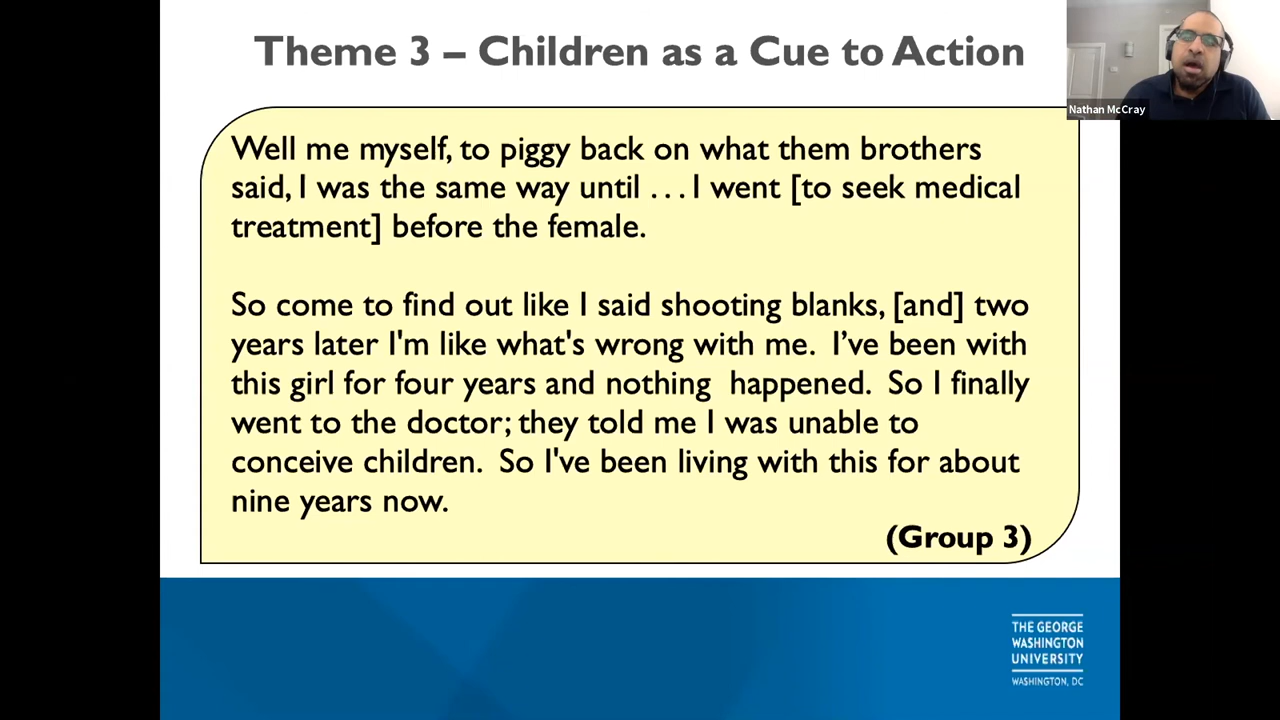 Theme 3 – Children as a Cue to Action
Nathan McCray
Well me myself, to piggy back on what them brothers
said, I was the same way until . . . I went [to seek medical
treatment] before the female.
So come to find out like I said shooting blanks, [and] two
years later I'm like what's wrong with me.  I’ve been with
this girl for four years and nothing  happened.  So I finally
went to the doctor; they told me I was unable to
conceive children.  So I've been living with this for about
nine years now.
(Group 3)
THE GEORGE
WASHINGTON
UNIVERSITY
WASHINGTON, DC